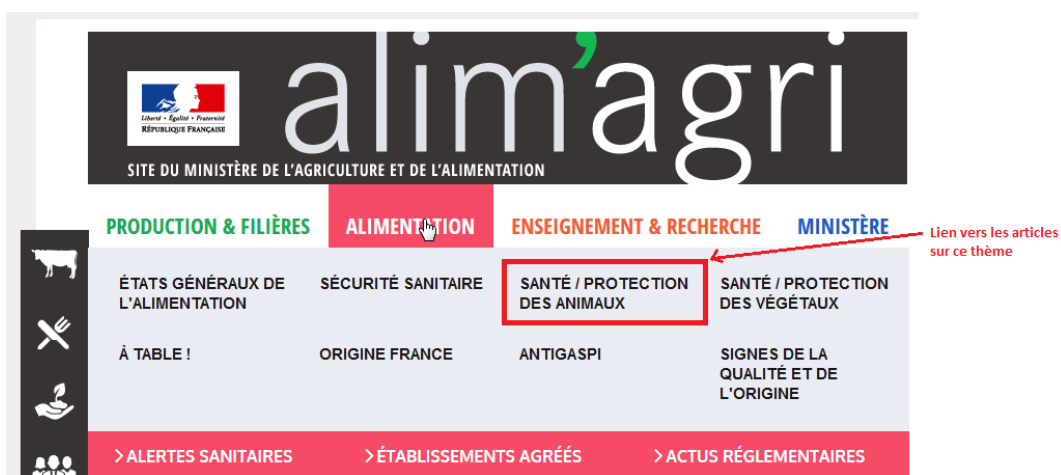 alim'agri
Liberté • Égalité • Fraternité
RÉPUBLIQUE FRANÇAISE
SITE DU MINISTÈRE DE L'AGRICULTURE ET DE L'ALIMENTATION
PRODUCTION & FILIÈRES
ALIMENTATION
ENSEIGNEMENT & RECHERCHE
MINISTÈRE
Lien vers les articles
sur ce thème
ÉTATS GÉNÉRAUX DE
L'ALIMENTATION
SÉCURITÉ SANITAIRE
SANTÉ / PROTECTION
DES ANIMAUX
SANTÉ / PROTECTION
DES VÉGÉTAUX
À TABLE !
ORIGINE FRANCE
ANTIGASPI
SIGNES DE LA
QUALITÉ ET DE
L'ORIGINE
> ALERTES SANITAIRES
> ÉTABLISSEMENTS AGRÉÉS
> ACTUS RÉGLEMENTAIRES